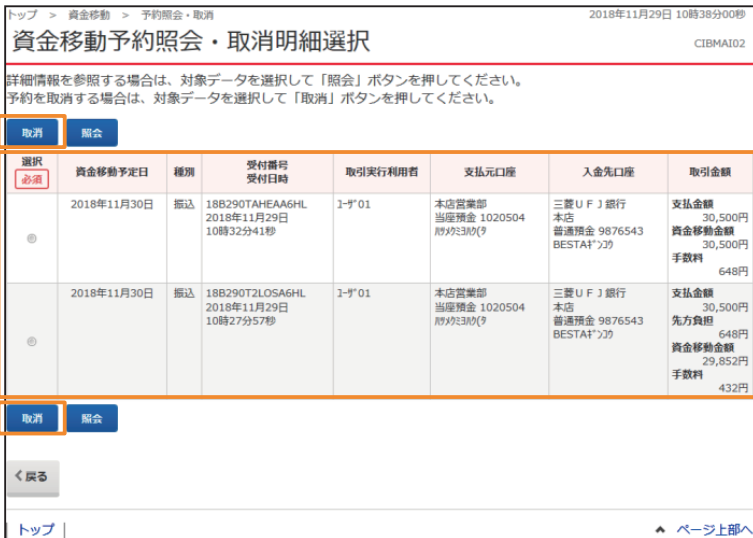 トップ > 資金移動 > 予約照会・取消
2018年11月29日 10時38分00秒
資金移動予約照会・取消明細選択
CIBMAI02
詳細情報を参照する場合は、対象データを選択して「照会」ボタンを押してください。
予約を取消する場合は、対象データを選択して「取消」ボタンを押してください。
取消 照会
選択 必須 資金移動予定日 種別 受付番号 受付日時 取引実行利用者 支払元口座 入金先口座 取引金額
2018年11月30日 振込 18B290TAHEAA6HL ﾕｰｻﾞ01 本店営業部 三菱UFJ銀行 支払金額
2018年11月29日 当座預金 1020504 本店 30,500円
10時32分41秒 普通預金 9876543 資金移動金額
BESTAｷﾞﾝｺｳ 30,500円
手数料
648円
2018年11月30日 振込 18B290T2LOSA6HL ﾕｰｻﾞ01 本店営業部 三菱UFJ銀行 支払金額
2018年11月29日 当座預金 1020504 本店 30,500円
10時27分57秒 普通預金 9876543 先方負担
BESTAｷﾞﾝｺｳ 648円
資金移動金額
29,852円
手数料
432円
取消 照会
く戻る
トップ |
ページ上部へ